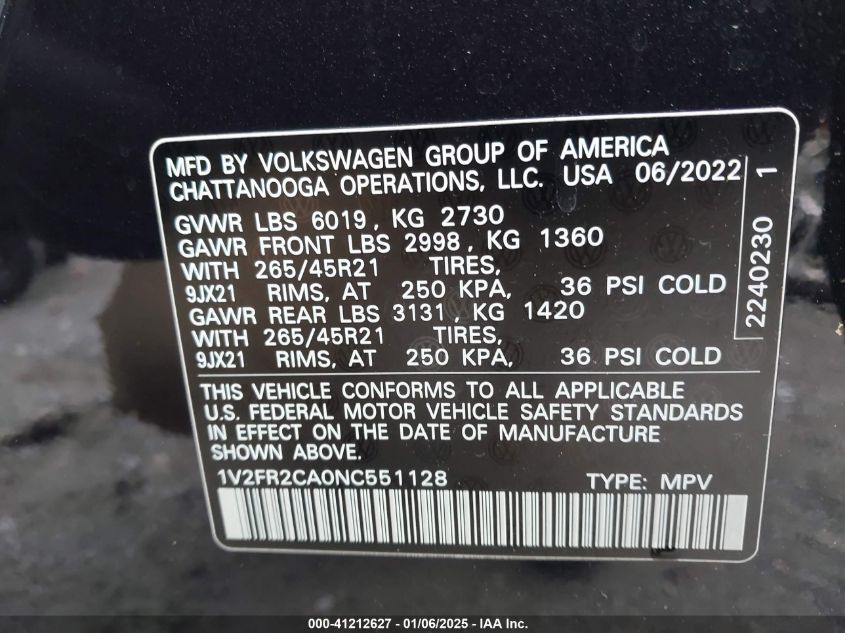 MFD BY VOLKSWAGEN GROUP OF AMERICA
CHATTANOOGA OPERATIONS, LLC. USA 06/2022
GVWR LBS 6019, KG 2730
GAWR FRONT LBS 2998, KG 1360
WITH 265/45R21 TIRES,
9JX21 RIMS, AT 250 KPA, 36 PSI COLD
GAWR REAR LBS 3131, KG 1420
WITH 265/45R21 TIRES,
9JX21 RIMS, AT 250 KPA, 36 PSI COLD
2240230 1
THIS VEHICLE CONFORMS TO ALL APPLICABLE
U.S. FEDERAL MOTOR VEHICLE SAFETY STANDARDS
IN EFFECT ON THE DATE OF MANUFACTURE
SHOWN ABOVE.
1V2FR2CA0NC551128 TYPE: MPV
000-41212627 - 01/06/2025 - IAA Inc.